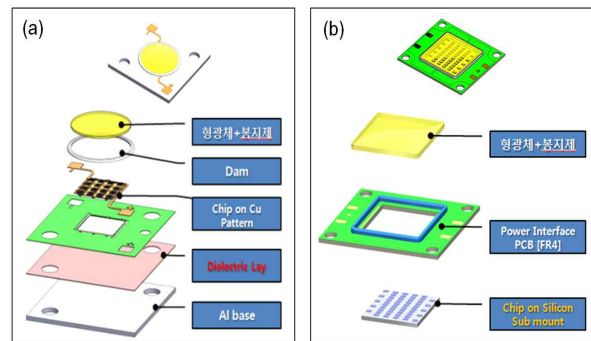 (a)
형광체+봉지제
Dam
Chip on Cu
Pattern
Dielectric Lay
Al base
(b)
형광체+봉지제
Power Interface
PCB [FR4]
Chip on Silicon
Sub mount